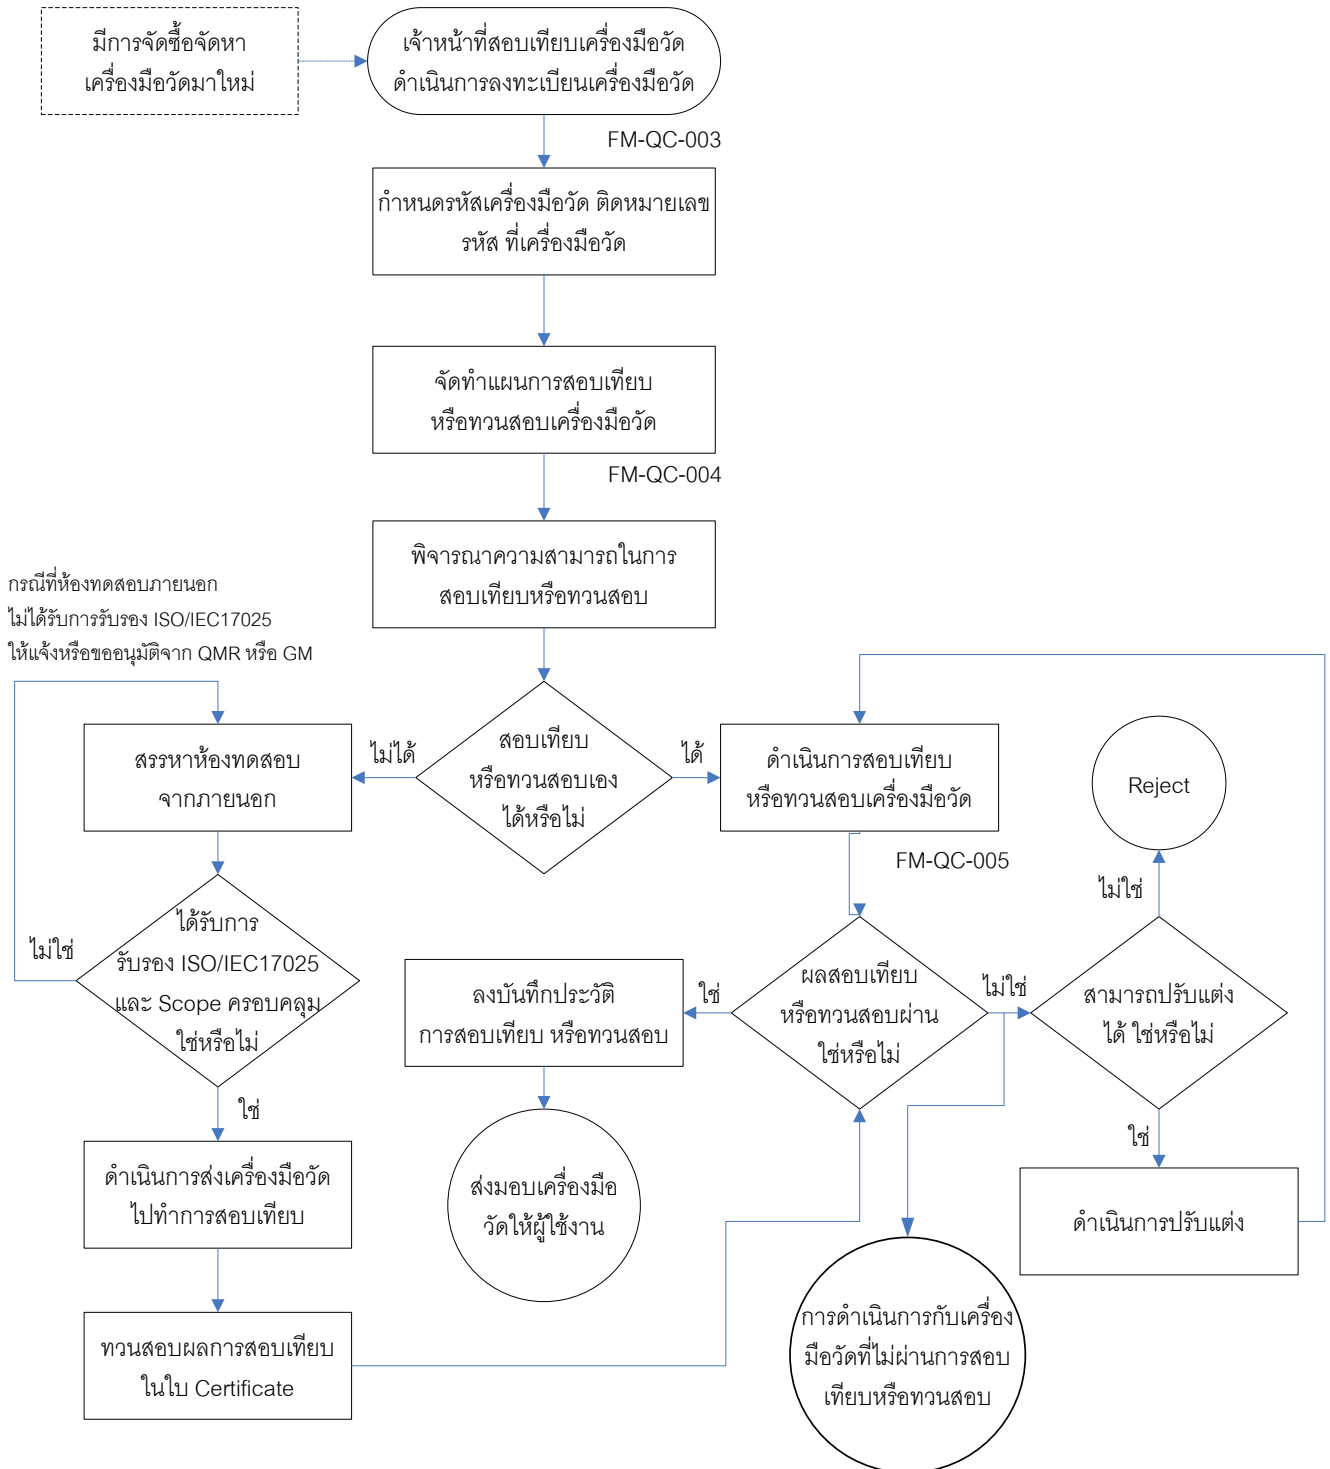 มีการจัดซื้อจัดหา
เครื่องมือวัดมาใหม่
เจ้าหน้าที่สอบเทียบเครื่องมือวัด
ดำเนินการลงทะเบียนเครื่องมือวัด
FM-QC-003
กำหนดรหัสเครื่องมือวัด ติดหมายเลข
รหัส ที่เครื่องมือวัด
จัดทำแผนการสอบเทียบ
หรือทวนสอบเครื่องมือวัด
FM-QC-004
พิจารณาความสามารถในการ
สอบเทียบหรือทวนสอบ
กรณีที่ห้องทดสอบภายนอก
ไม่ได้รับการรับรอง ISO/IEC17025
ให้แจ้งหรือขออนุมัติจาก QMR หรือ GM
สอบเทียบ
หรือทวนสอบเอง
ได้หรือไม่
ไม่ได้
ได้
สรรหาห้องทดสอบ
จากภายนอก
ดำเนินการสอบเทียบ
หรือทวนสอบเครื่องมือวัด
Reject
FM-QC-005
ไม่ใช่
ได้รับการ
รับรอง ISO/IEC17025
และ Scope ครอบคลุม
ใช่หรือไม่
ไม่ใช่
ลงบันทึกประวัติ
การสอบเทียบ หรือทวนสอบ
ใช่
ผลสอบเทียบ
หรือทวนสอบผ่าน
ใช่หรือไม่
ไม่ใช่
สามารถปรับแต่ง
ได้ ใช่หรือไม่
ใช่
ใช่
ดำเนินการส่งเครื่องมือวัด
ไปทำการสอบเทียบ
ส่งมอบเครื่องมือ
วัดให้ผู้ใช้งาน
ดำเนินการปรับแต่ง
ทวนสอบผลการสอบเทียบ
ในใบ Certificate
การดำเนินการกับเครื่อง
มือวัดที่ไม่ผ่านการสอบ
เทียบหรือทวนสอบ